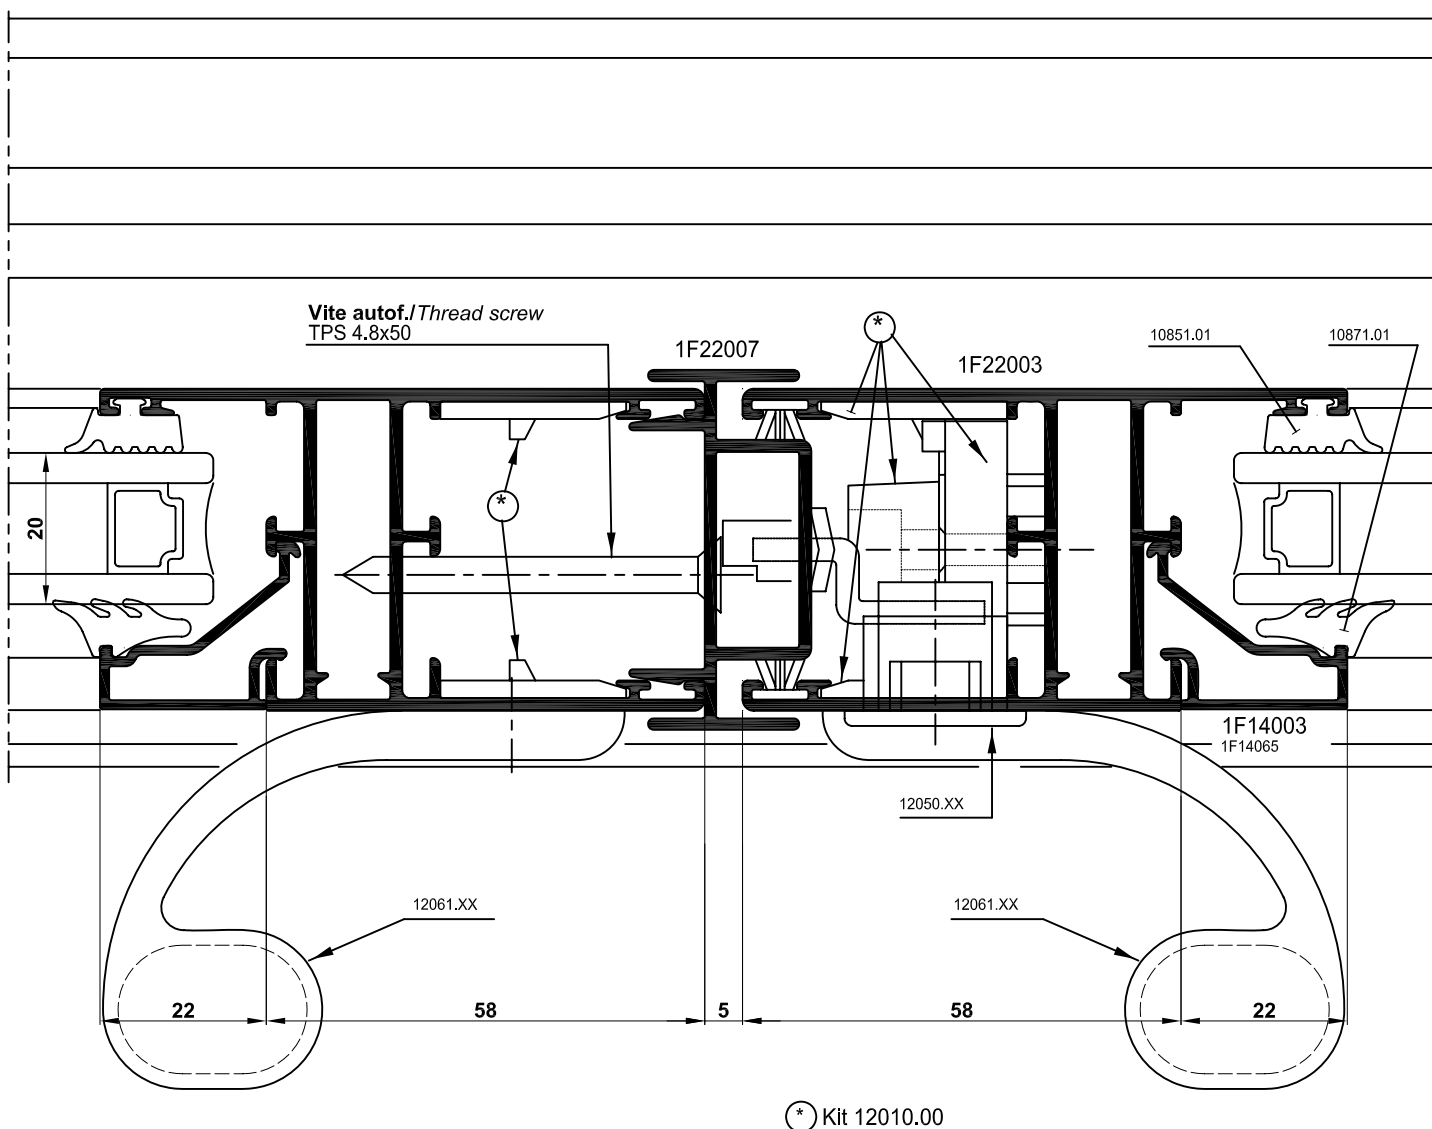 Vite autof./Thread screw
TPS 4.8x50
1F22007
*
1F22003
10851.01
10871.01
*
20
1F14003
1F14065
12050.XX
12061.XX
12061.XX
22
58
5
58
22
* Kit 12010.00